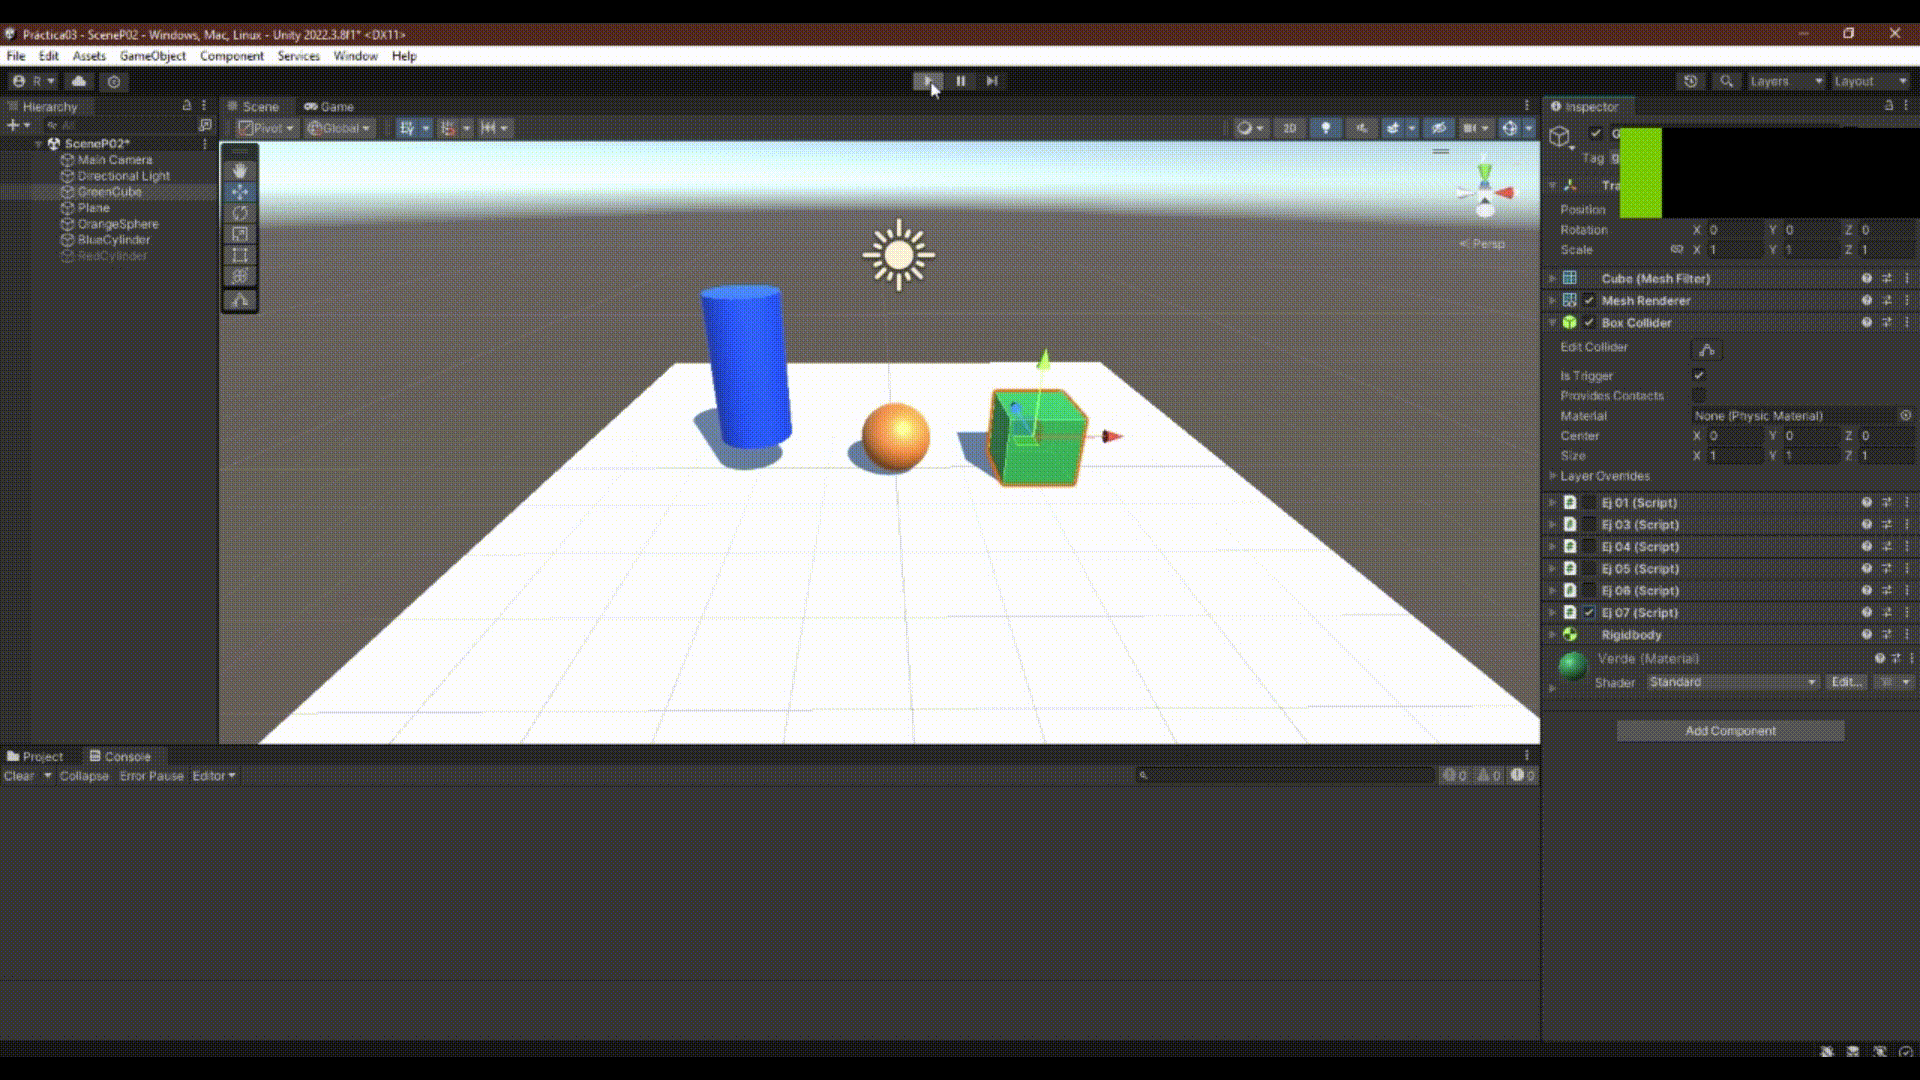 Práctica03 - SceneP02 - Windows, Mac, Linux - Unity 2022.3.8f1* <DX11>
File Edit Assets GameObject Component Services Window Help
R Layers Layout
Hierarchy Scene Game Inspector
All Pivot Global 2D
SceneP02*
Main Camera
Directional Light
GreenCube
Plane
OrangeSphere
BlueCylinder
RedCylinder
Persp
Tag
Position
Rotation X 0 Y 0 Z 0
Scale X 1 Y 1 Z 1
Cube (Mesh Filter)
Mesh Renderer
Box Collider
Edit Collider
Is Trigger
Provides Contacts
Material None (Physic Material)
Center X 0 Y 0 Z 0
Size X 1 Y 1 Z 1
Layer Overrides
Ej 01 (Script)
Ej 03 (Script)
Ej 04 (Script)
Ej 05 (Script)
Ej 06 (Script)
Ej 07 (Script)
Rigidbody
Verde (Material)
Shader Standard Edit...
Add Component
Project Console
Clear Collapse Error Pause Editor 0 0 0